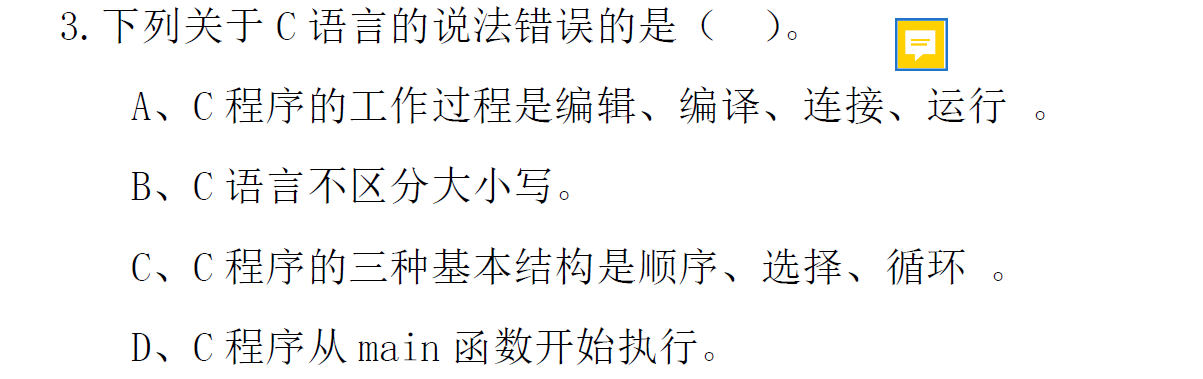 3.下列关于 C 语言的说法错误的是（　）。
A、C 程序的工作过程是编辑、编译、连接、运行 。
B、C 语言不区分大小写。
C、C 程序的三种基本结构是顺序、选择、循环 。
D、C 程序从 main 函数开始执行。